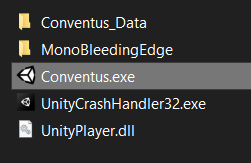 Conventus_Data
MonoBleedingEdge
Conventus.exe
UnityCrashHandler32.exe
UnityPlayer.dll